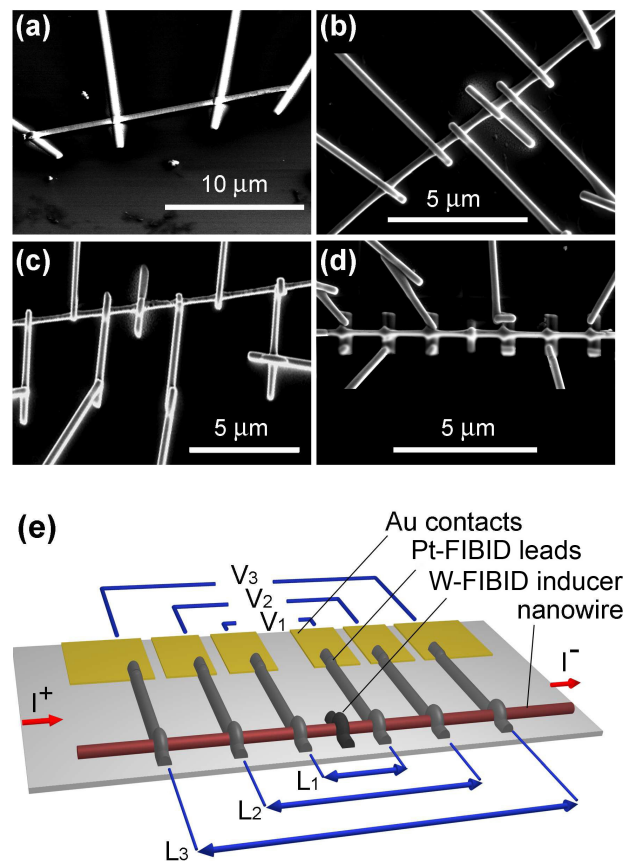 (a)
(b)
10 μm
5 μm
(c)
(d)
5 μm
5 μm
(e)
Au contacts
Pt-FIBID leads
W-FIBID inducer
nanowire
V3
V2
V1
I+
I-
L1
L2
L3